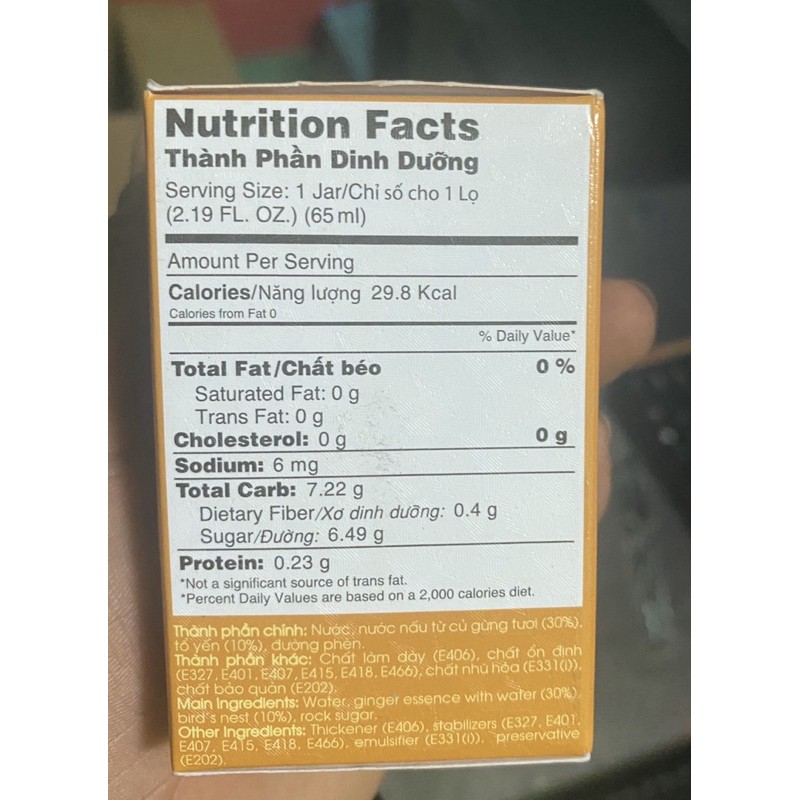 Nutrition Facts
Thành Phần Dinh Dưỡng
Serving Size: 1 Jar/Chỉ số cho 1 Lọ
(2.19 FL. OZ.) (65 ml)
Amount Per Serving
Calories/Năng lượng 29.8 Kcal
Calories from Fat 0
% Daily Value*
Total Fat/Chất béo 0 %
Saturated Fat: 0 g
Trans Fat: 0 g
Cholesterol: 0 g 0 g
Sodium: 6 mg
Total Carb: 7.22 g
Dietary Fiber/Xơ dinh dưỡng: 0.4 g
Sugar/Đường: 6.49 g
Protein: 0.23 g
*Not a significant source of trans fat.
*Percent Daily Values are based on a 2,000 calories diet.
Thành phần chính: Nước, nước nấu từ củ gừng tươi (30%),
tổ yến (10%), đường phèn.
Thành phần khác: Chất làm dày (E406), chất ổn định
(E327, E401, E407, E415, E418, E466), chất nhũ hóa (E331(i)),
chất bảo quản (E202).
Main ingredients: Water, ginger essence with water (30%),
bird's nest (10%), rock sugar.
Other Ingredients: Thickener (E406), stabilizers (E327, E401,
E407, E415, E418, E466), emulsifier (E331(i)), preservative
(E202).